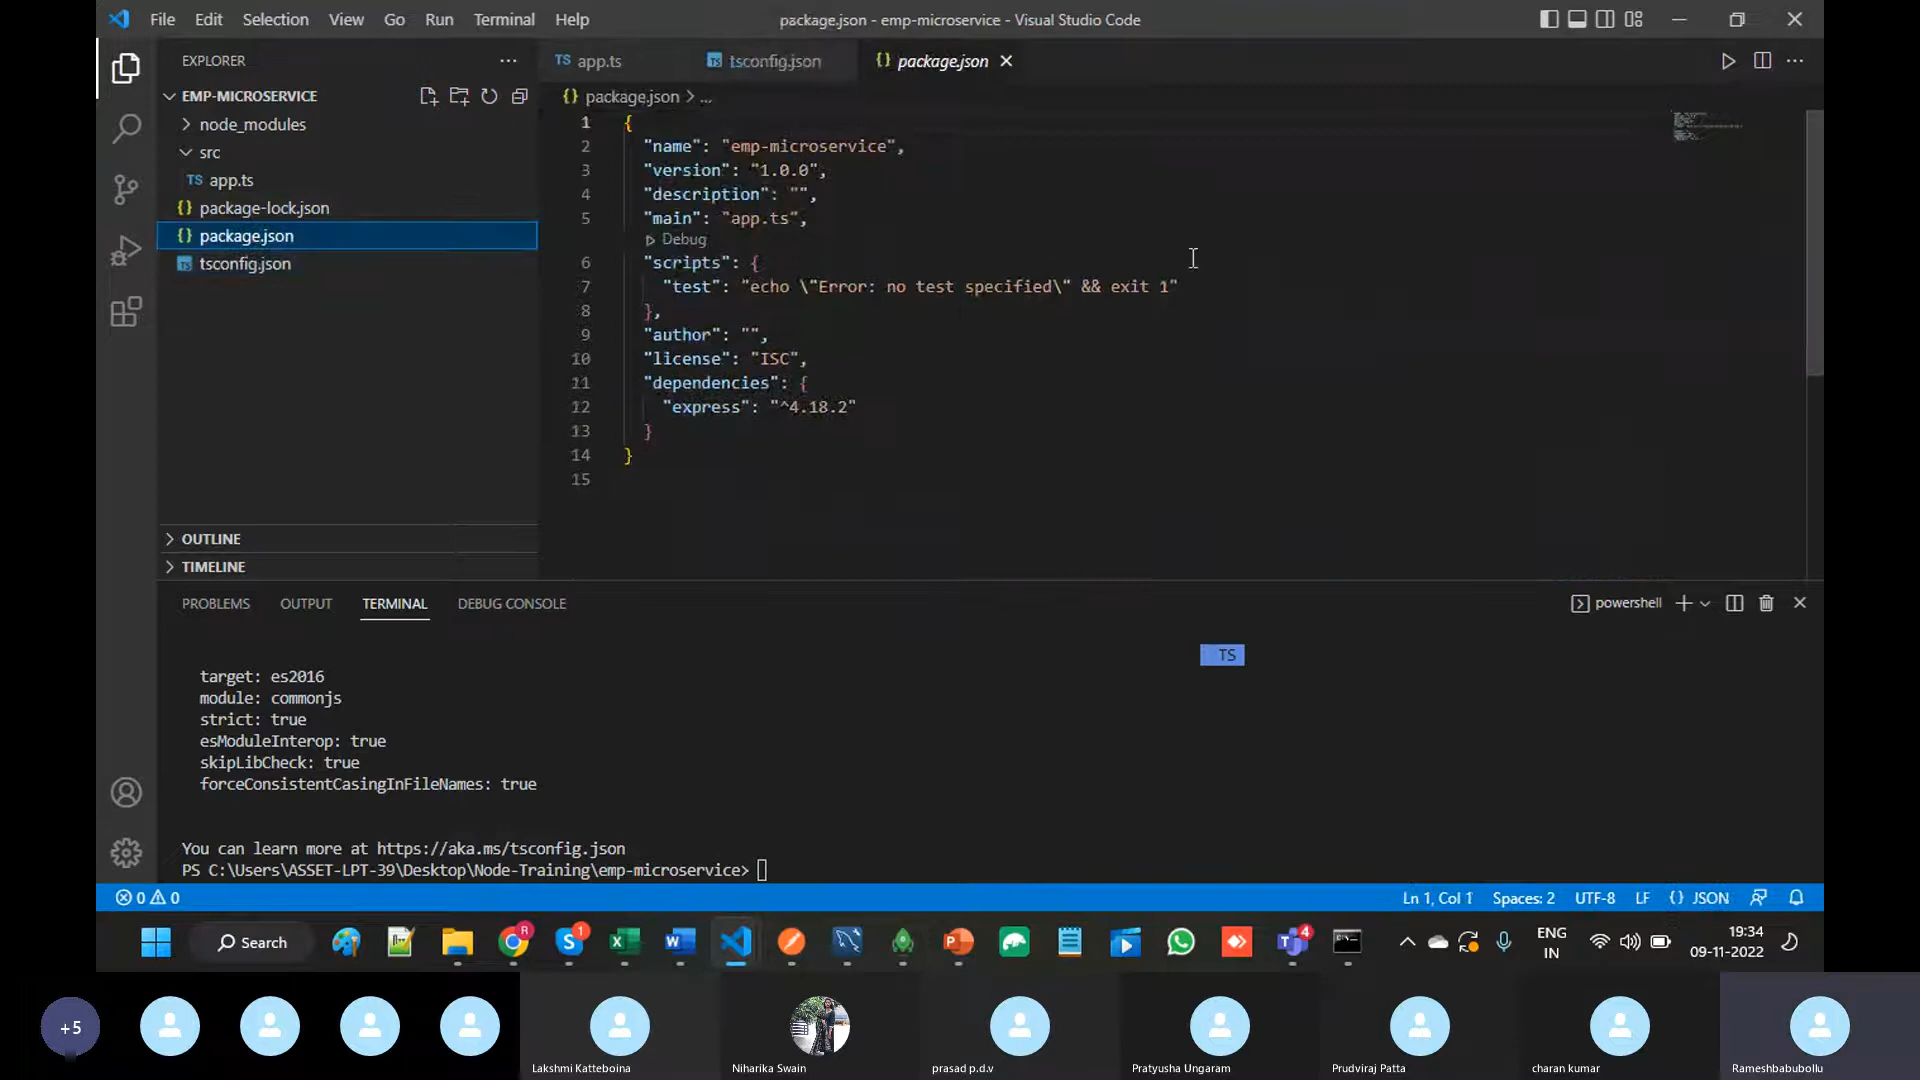 File Edit Selection View Go Run Terminal Help
package.json - emp-microservice - Visual Studio Code
EXPLORER
TS app.ts
TS tsconfig.json
{} package.json
EMP-MICROSERVICE
{} package.json > ...
node_modules
src
TS app.ts
{} package-lock.json
{} package.json
TS tsconfig.json
1 {
2 "name": "emp-microservice",
3 "version": "1.0.0",
4 "description": "",
5 "main": "app.ts",
Debug
6 "scripts": {
7 "test": "echo \"Error: no test specified\" && exit 1"
8 },
9 "author": "",
10 "license": "ISC",
11 "dependencies": {
12 "express": "^4.18.2"
13 }
14 }
15
OUTLINE
TIMELINE
PROBLEMS OUTPUT TERMINAL DEBUG CONSOLE
powershell
TS
target: es2016
module: commonjs
strict: true
esModuleInterop: true
skipLibCheck: true
forceConsistentCasingInFileNames: true
You can learn more at https://aka.ms/tsconfig.json
PS C:\Users\ASSET-LPT-39\Desktop\Node-Training\emp-microservice>
0 0
Ln 1, Col 1 Spaces: 2 UTF-8 LF {} JSON
Search
R
1
4
ENG
IN
19:34
09-11-2022
+5
Lakshmi Katteboina
Niharika Swain
prasad p.d.v
Pratyusha Ungaram
Prudviraj Patta
charan kumar
Rameshbabubollu